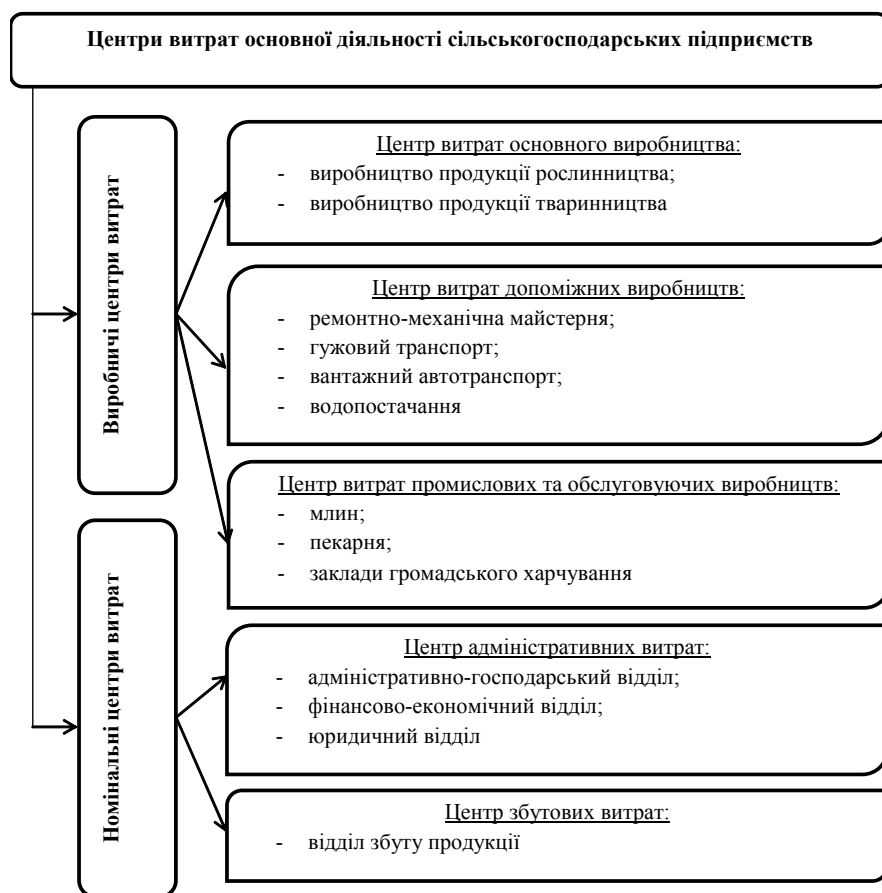 Центри витрат основної діяльності сільськогосподарських підприємств
Виробничі центри витрат
Центр витрат основного виробництва:
- виробництво продукції рослинництва;
- виробництво продукції тваринництва
Центр витрат допоміжних виробництв:
- ремонтно-механічна майстерня;
- гужовий транспорт;
- вантажний автотранспорт;
- водопостачання
Центр витрат промислових та обслуговуючих виробництв:
- млин;
- пекарня;
- заклади громадського харчування
Номінальні центри витрат
Центр адміністративних витрат:
- адміністративно-господарський відділ;
- фінансово-економічний відділ;
- юридичний відділ
Центр збутових витрат:
- відділ збуту продукції